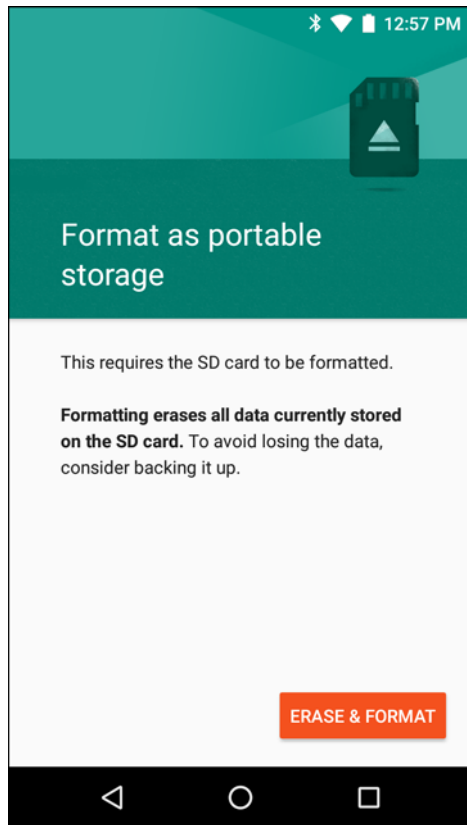 12:57 PM
Format as portable
storage
This requires the SD card to be formatted.
Formatting erases all data currently stored
on the SD card. To avoid losing the data,
consider backing it up.
ERASE & FORMAT